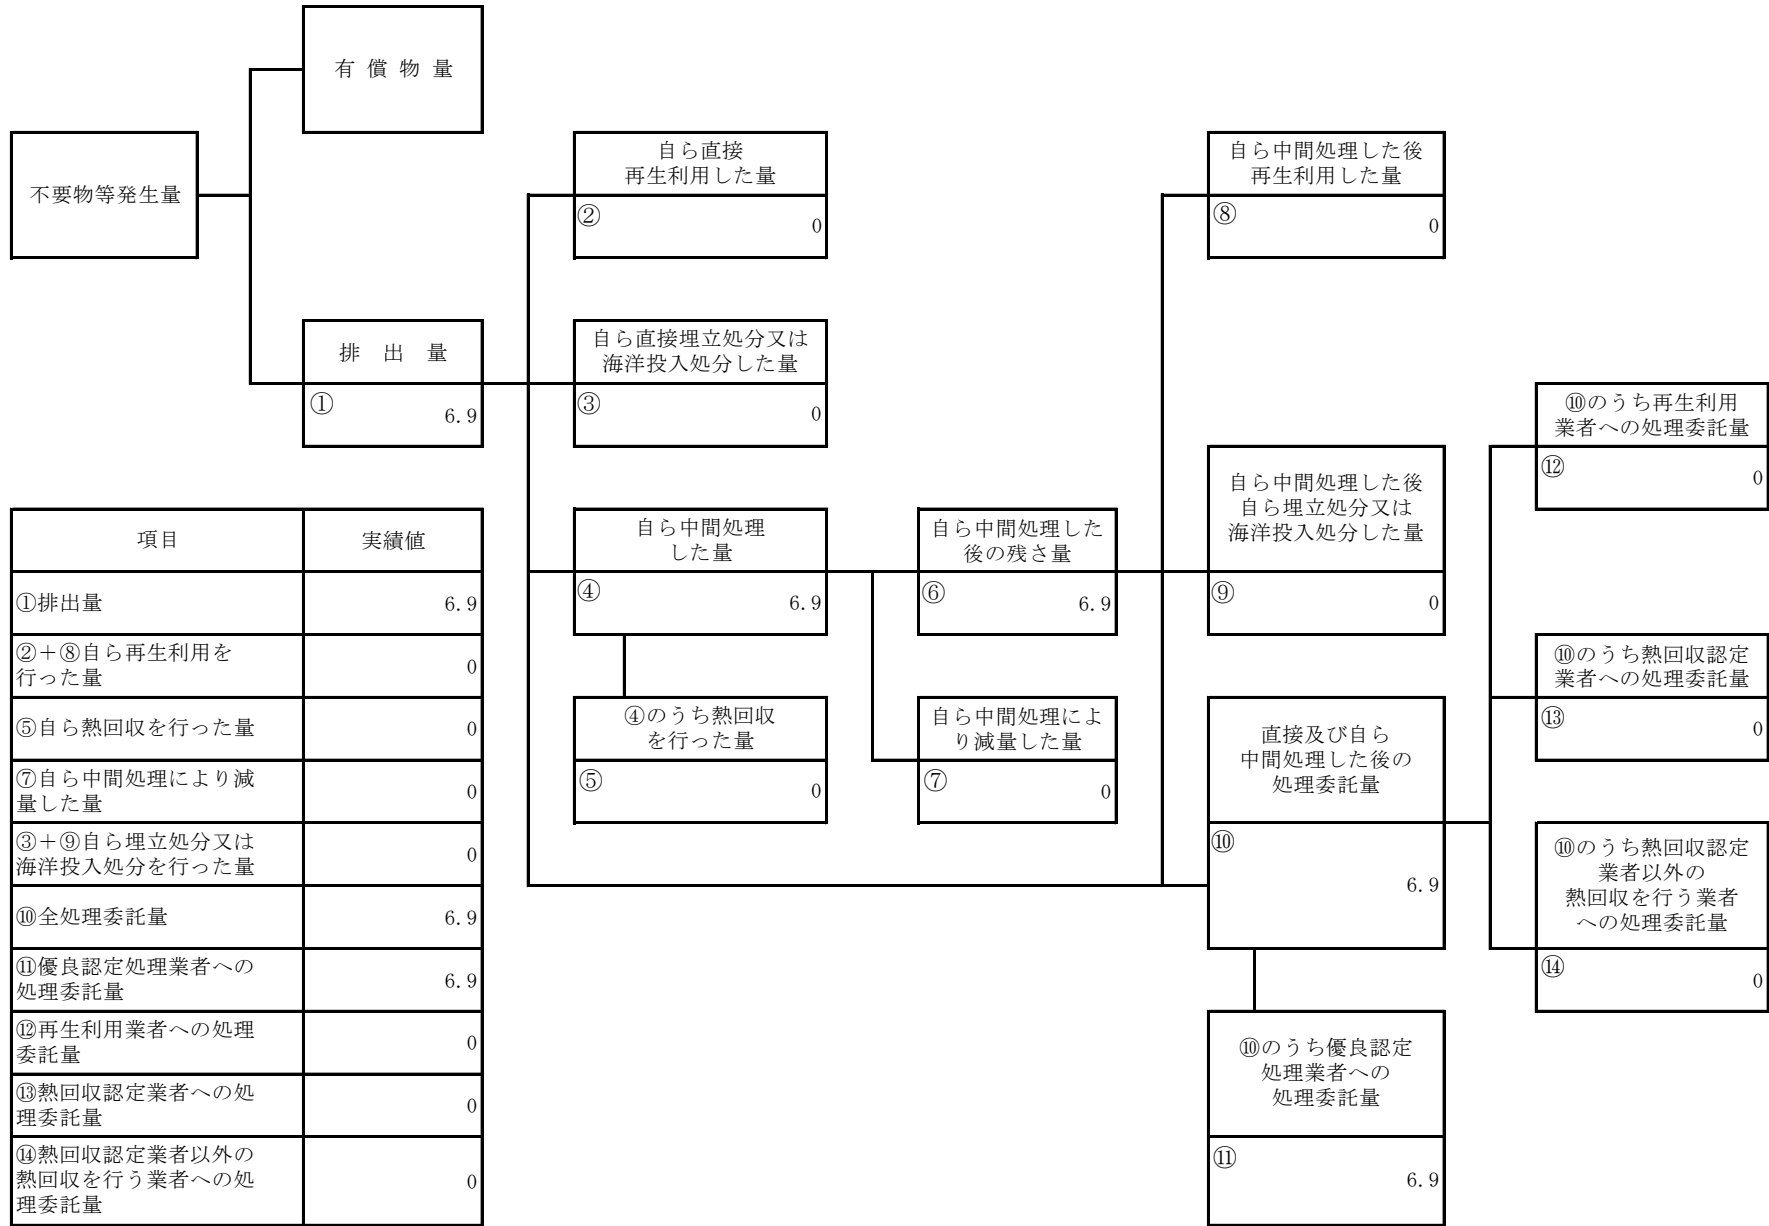 有 償 物 量
不要物等発生量
自ら直接
再生利用した量
②
0
自ら中間処理した後
再生利用した量
⑧
0
排 出 量
①
6.9
自ら直接埋立処分又は
海洋投入処分した量
③
0
⑩のうち再生利用
業者への処理委託量
⑫
0
自ら中間処理した後
自ら埋立処分又は
海洋投入処分した量
⑨
0
自ら中間処理
した量
④
6.9
自ら中間処理した
後の残さ量
⑥
6.9
⑩のうち熱回収認定
業者への処理委託量
⑬
0
④のうち熱回収
を行った量
⑤
0
自ら中間処理によ
り減量した量
⑦
0
直接及び自ら
中間処理した後の
処理委託量
⑩
6.9
⑩のうち熱回収認定
業者以外の
熱回収を行う業者
への処理委託量
⑭
0
⑩のうち優良認定
処理業者への
処理委託量
⑪
6.9
項目 実績値
①排出量 6.9
②+⑧自ら再生利用を
行った量 0
⑤自ら熱回収を行った量 0
⑦自ら中間処理により減
量した量 0
③+⑨自ら埋立処分又は
海洋投入処分を行った量 0
⑩全処理委託量 6.9
⑪優良認定処理業者への
処理委託量 6.9
⑫再生利用業者への処理
委託量 0
⑬熱回収認定業者への処
理委託量 0
⑭熱回収認定業者以外の
熱回収を行う業者への処
理委託量 0